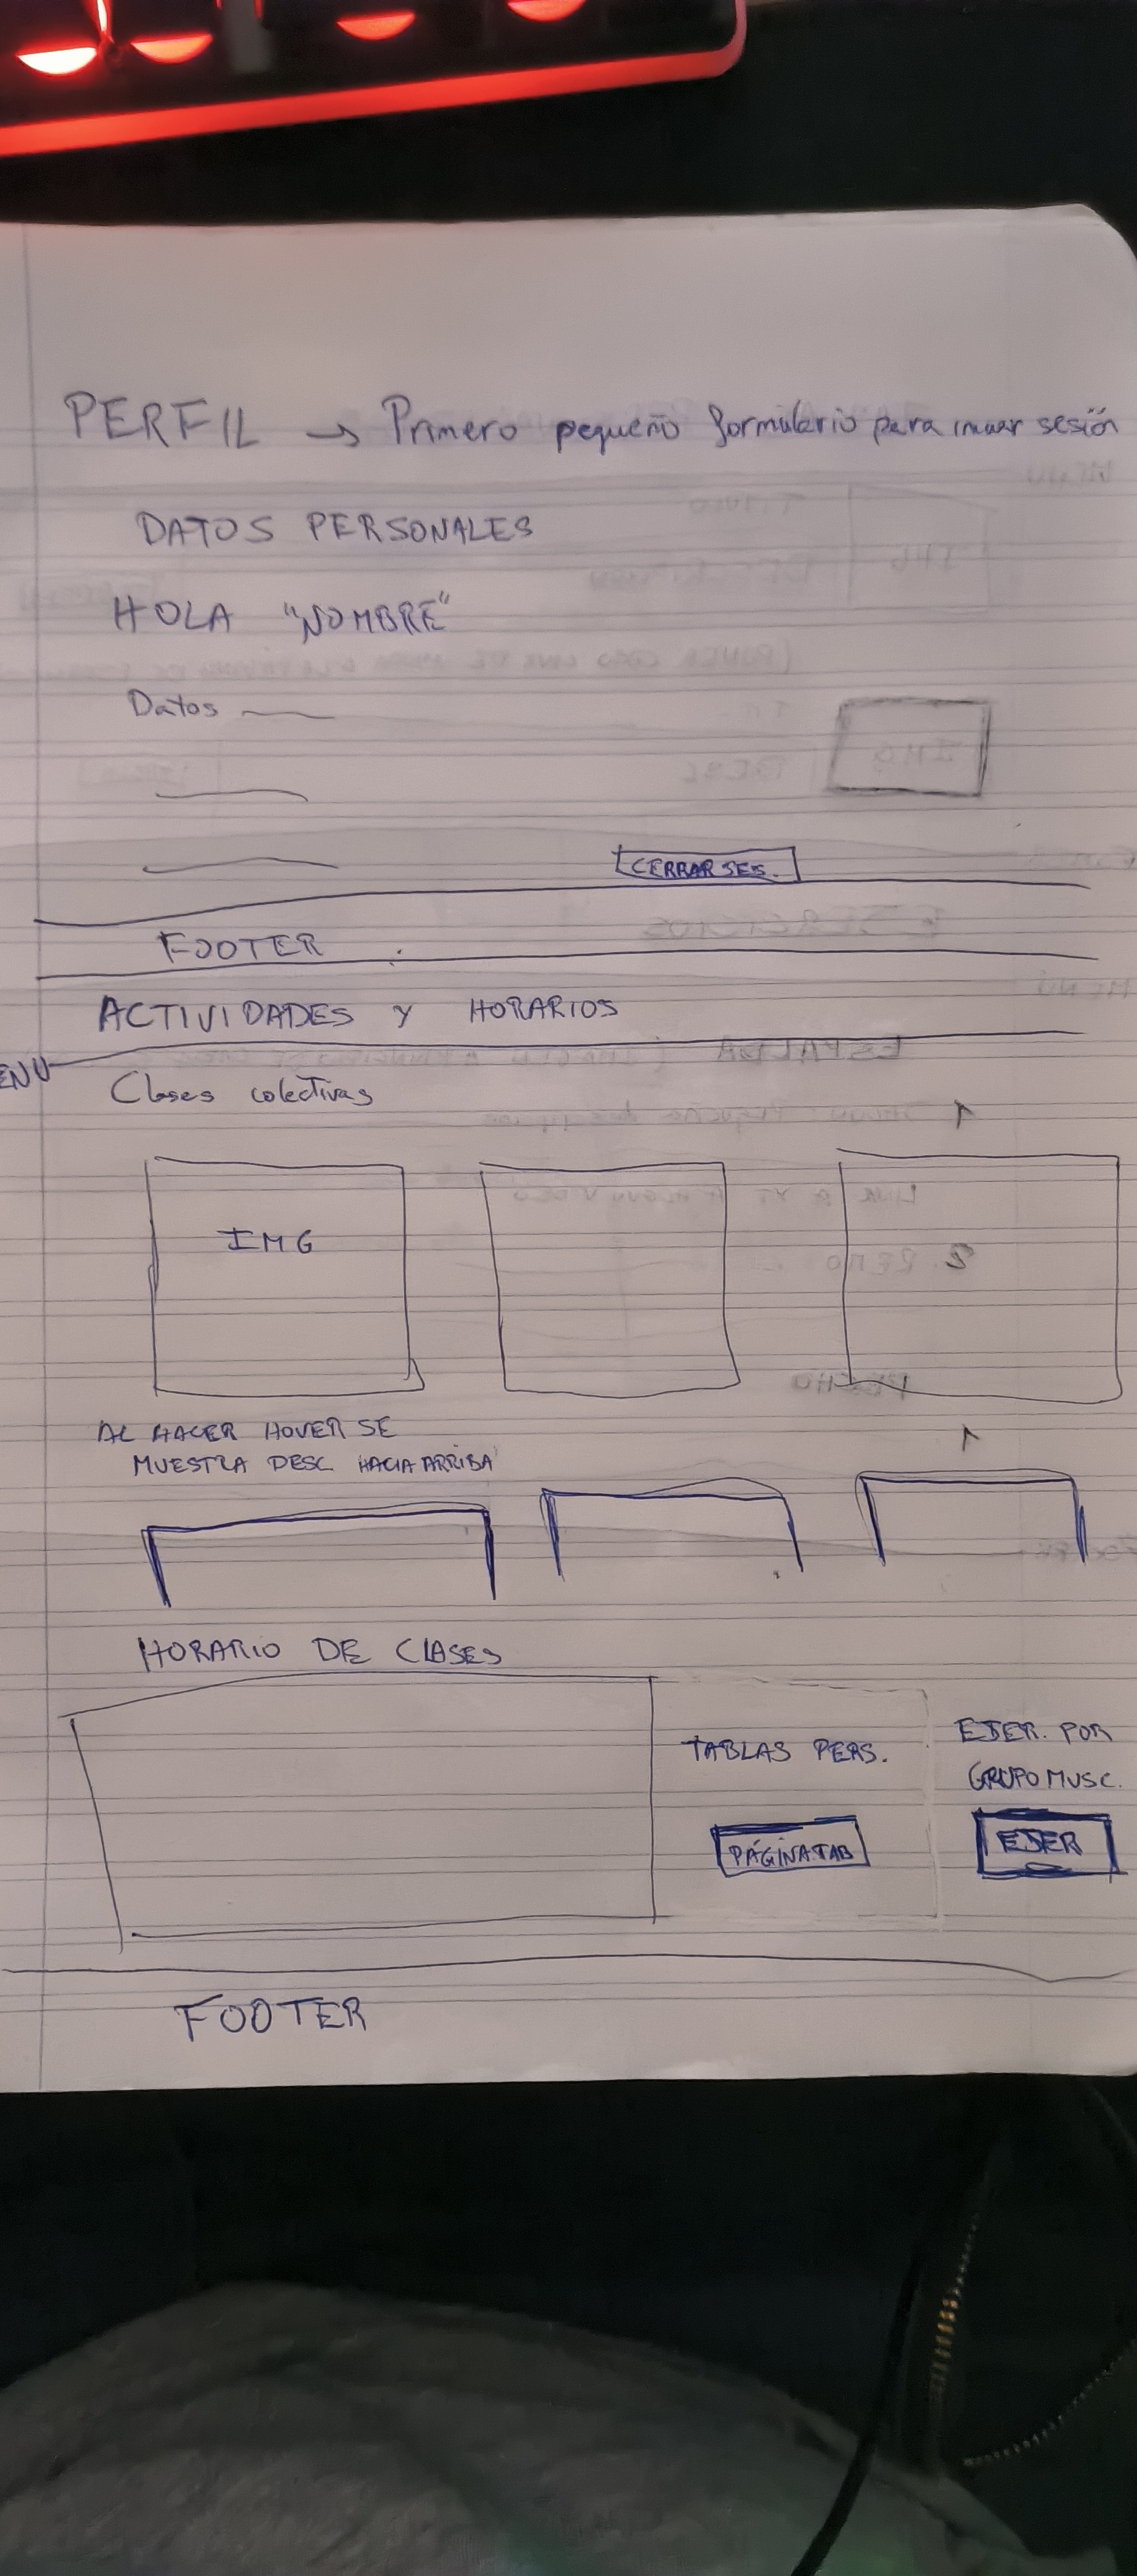 PERFIL → Primero pequeño formulario para iniciar sesión
DATOS PERSONALES
HOLA "NOMBRE"
Datos
CERRAR SES.
FOOTER
ACTIVIDADES Y HORARIOS
ENU
Clases colectivas
IMG
AL HACER HOVER SE
MUESTRA DESC HACIA ARRIBA
HORARIO DE CLASES
TABLAS PERS.
EJER. POR
GRUPO MUSC.
PÁGINA TAB
EJER
FOOTER